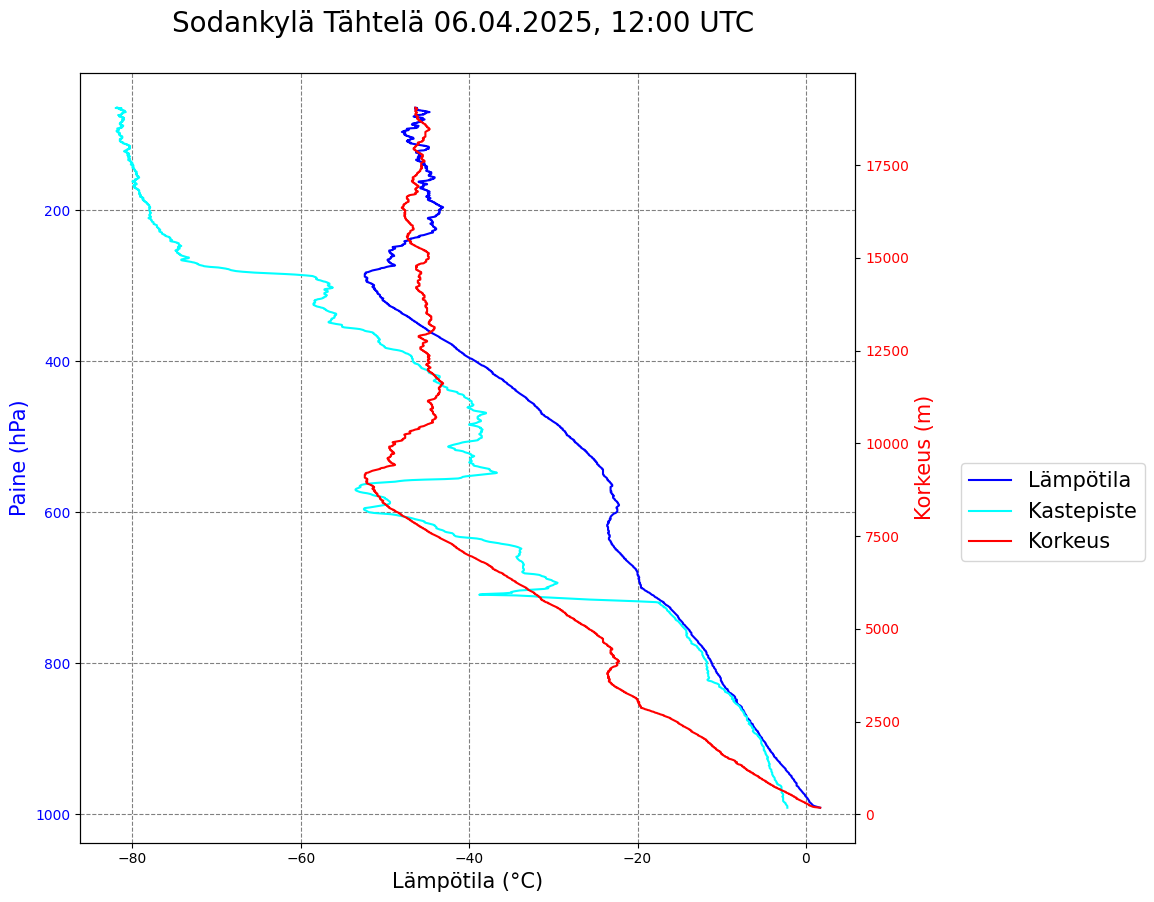 Sodankylä Tähtelä 06.04.2025, 12:00 UTC
Paine (hPa)
200
400
600
800
1000
−80
−60
−40
−20
0
Lämpötila (°C)
17500
15000
12500
10000
7500
5000
2500
0
Korkeus (m)
Lämpötila
Kastepiste
Korkeus